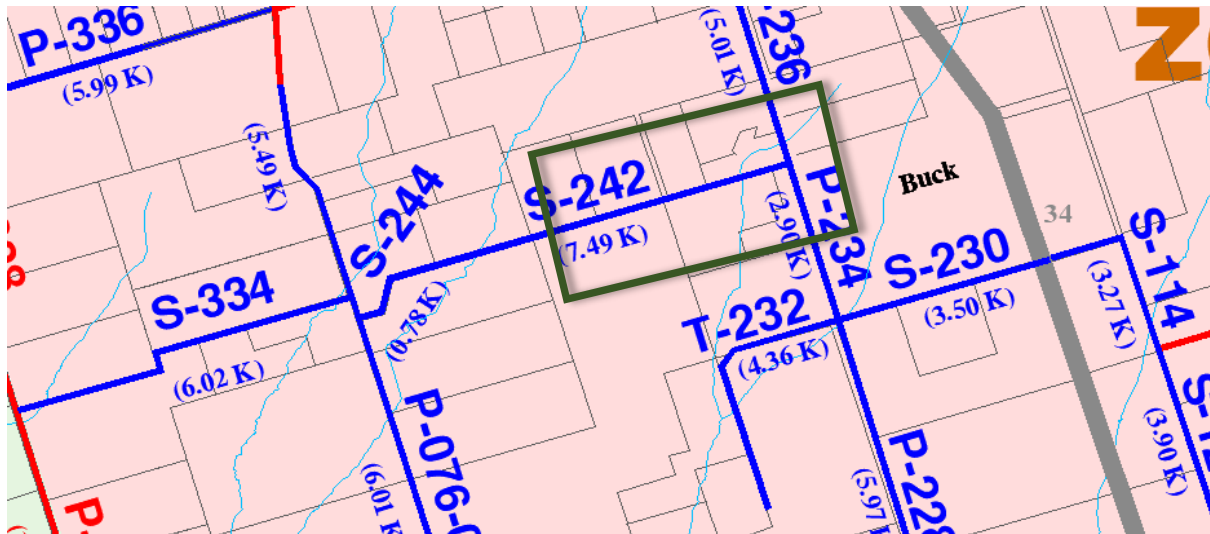 P-336
(5.99 K)
(5.01 K)
-236
(5.49 K)
S-244
S-242
(7.49 K)
P-234
(2.90 K)
Buck
34
S-230
(3.50 K)
S-114
(3.27 K)
S-334
(6.02 K)
(0.78 K)
T-232
(4.36 K)
P-076-0
(6.01 K
P-228
(5.97
(3.90 K)
P-